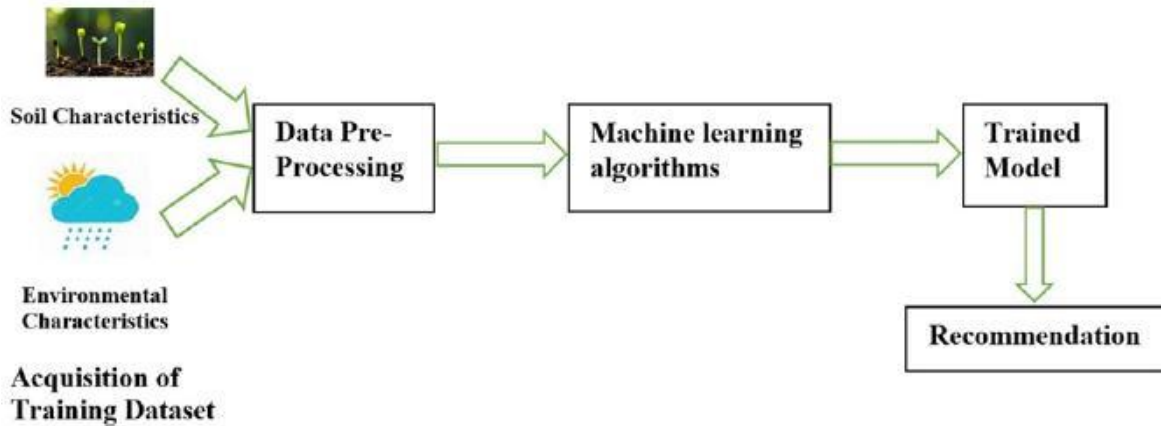 Soil Characteristics
Data Pre-
Processing
Machine learning
algorithms
Trained
Model
Environmental
Characteristics
Recommendation
Acquisition of
Training Dataset